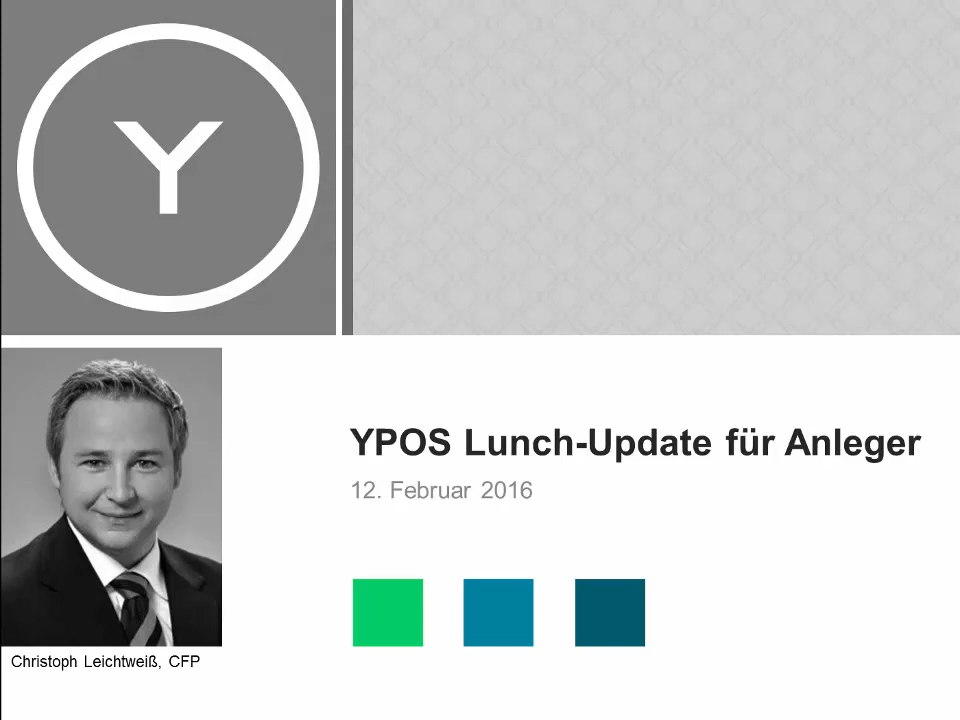 Y
YPOS Lunch-Update für Anleger
12. Februar 2016
Christoph Leichtweiß, CFP